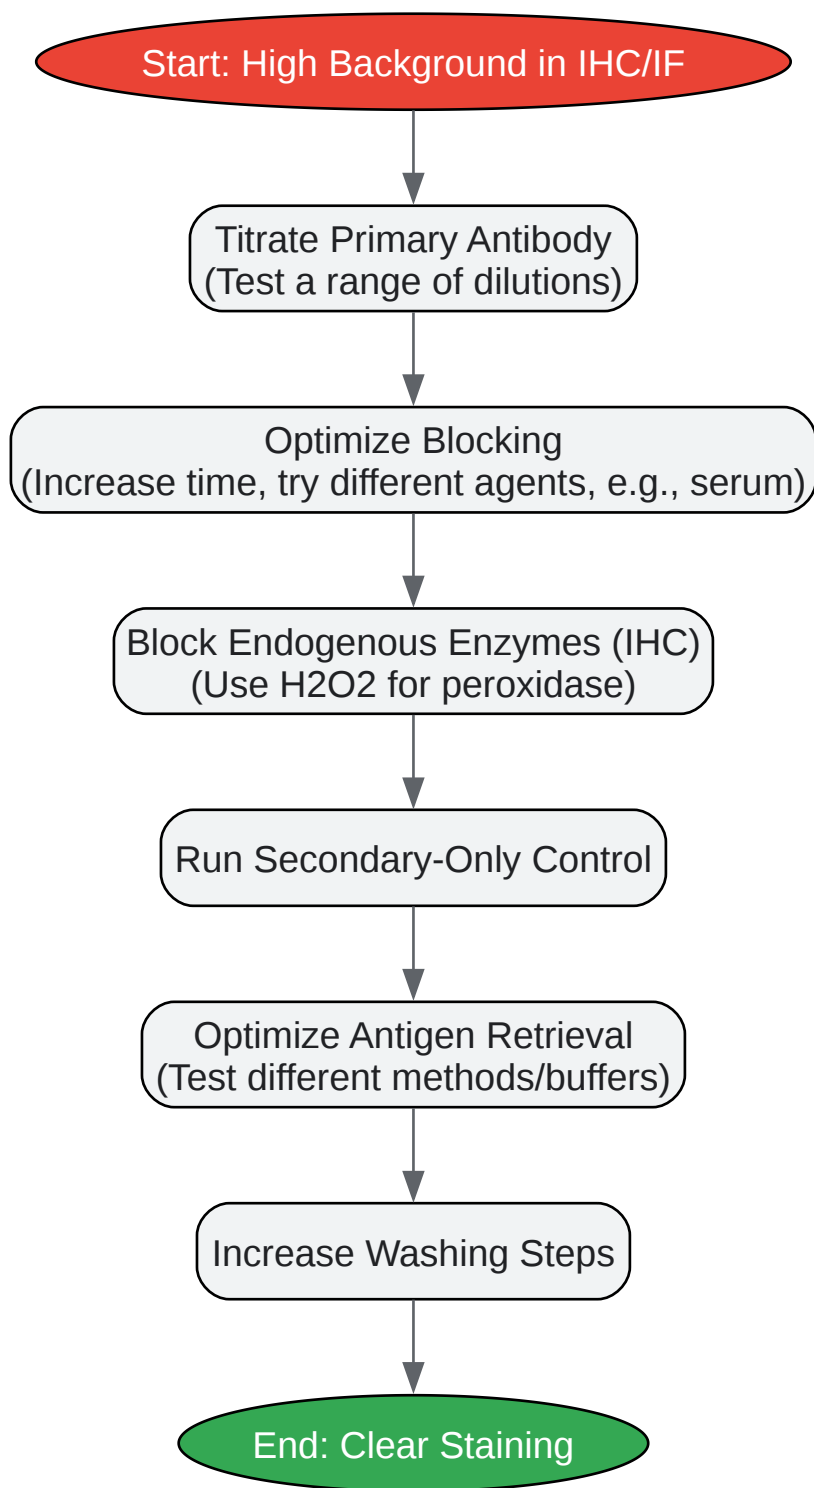 Start: High Background in IHC/IF
Titrate Primary Antibody
(Test a range of dilutions)
Optimize Blocking
(Increase time, try different agents, e.g., serum)
Block Endogenous Enzymes (IHC)
(Use H2O2 for peroxidase)
Run Secondary-Only Control
Optimize Antigen Retrieval
(Test different methods/buffers)
Increase Washing Steps
End: Clear Staining